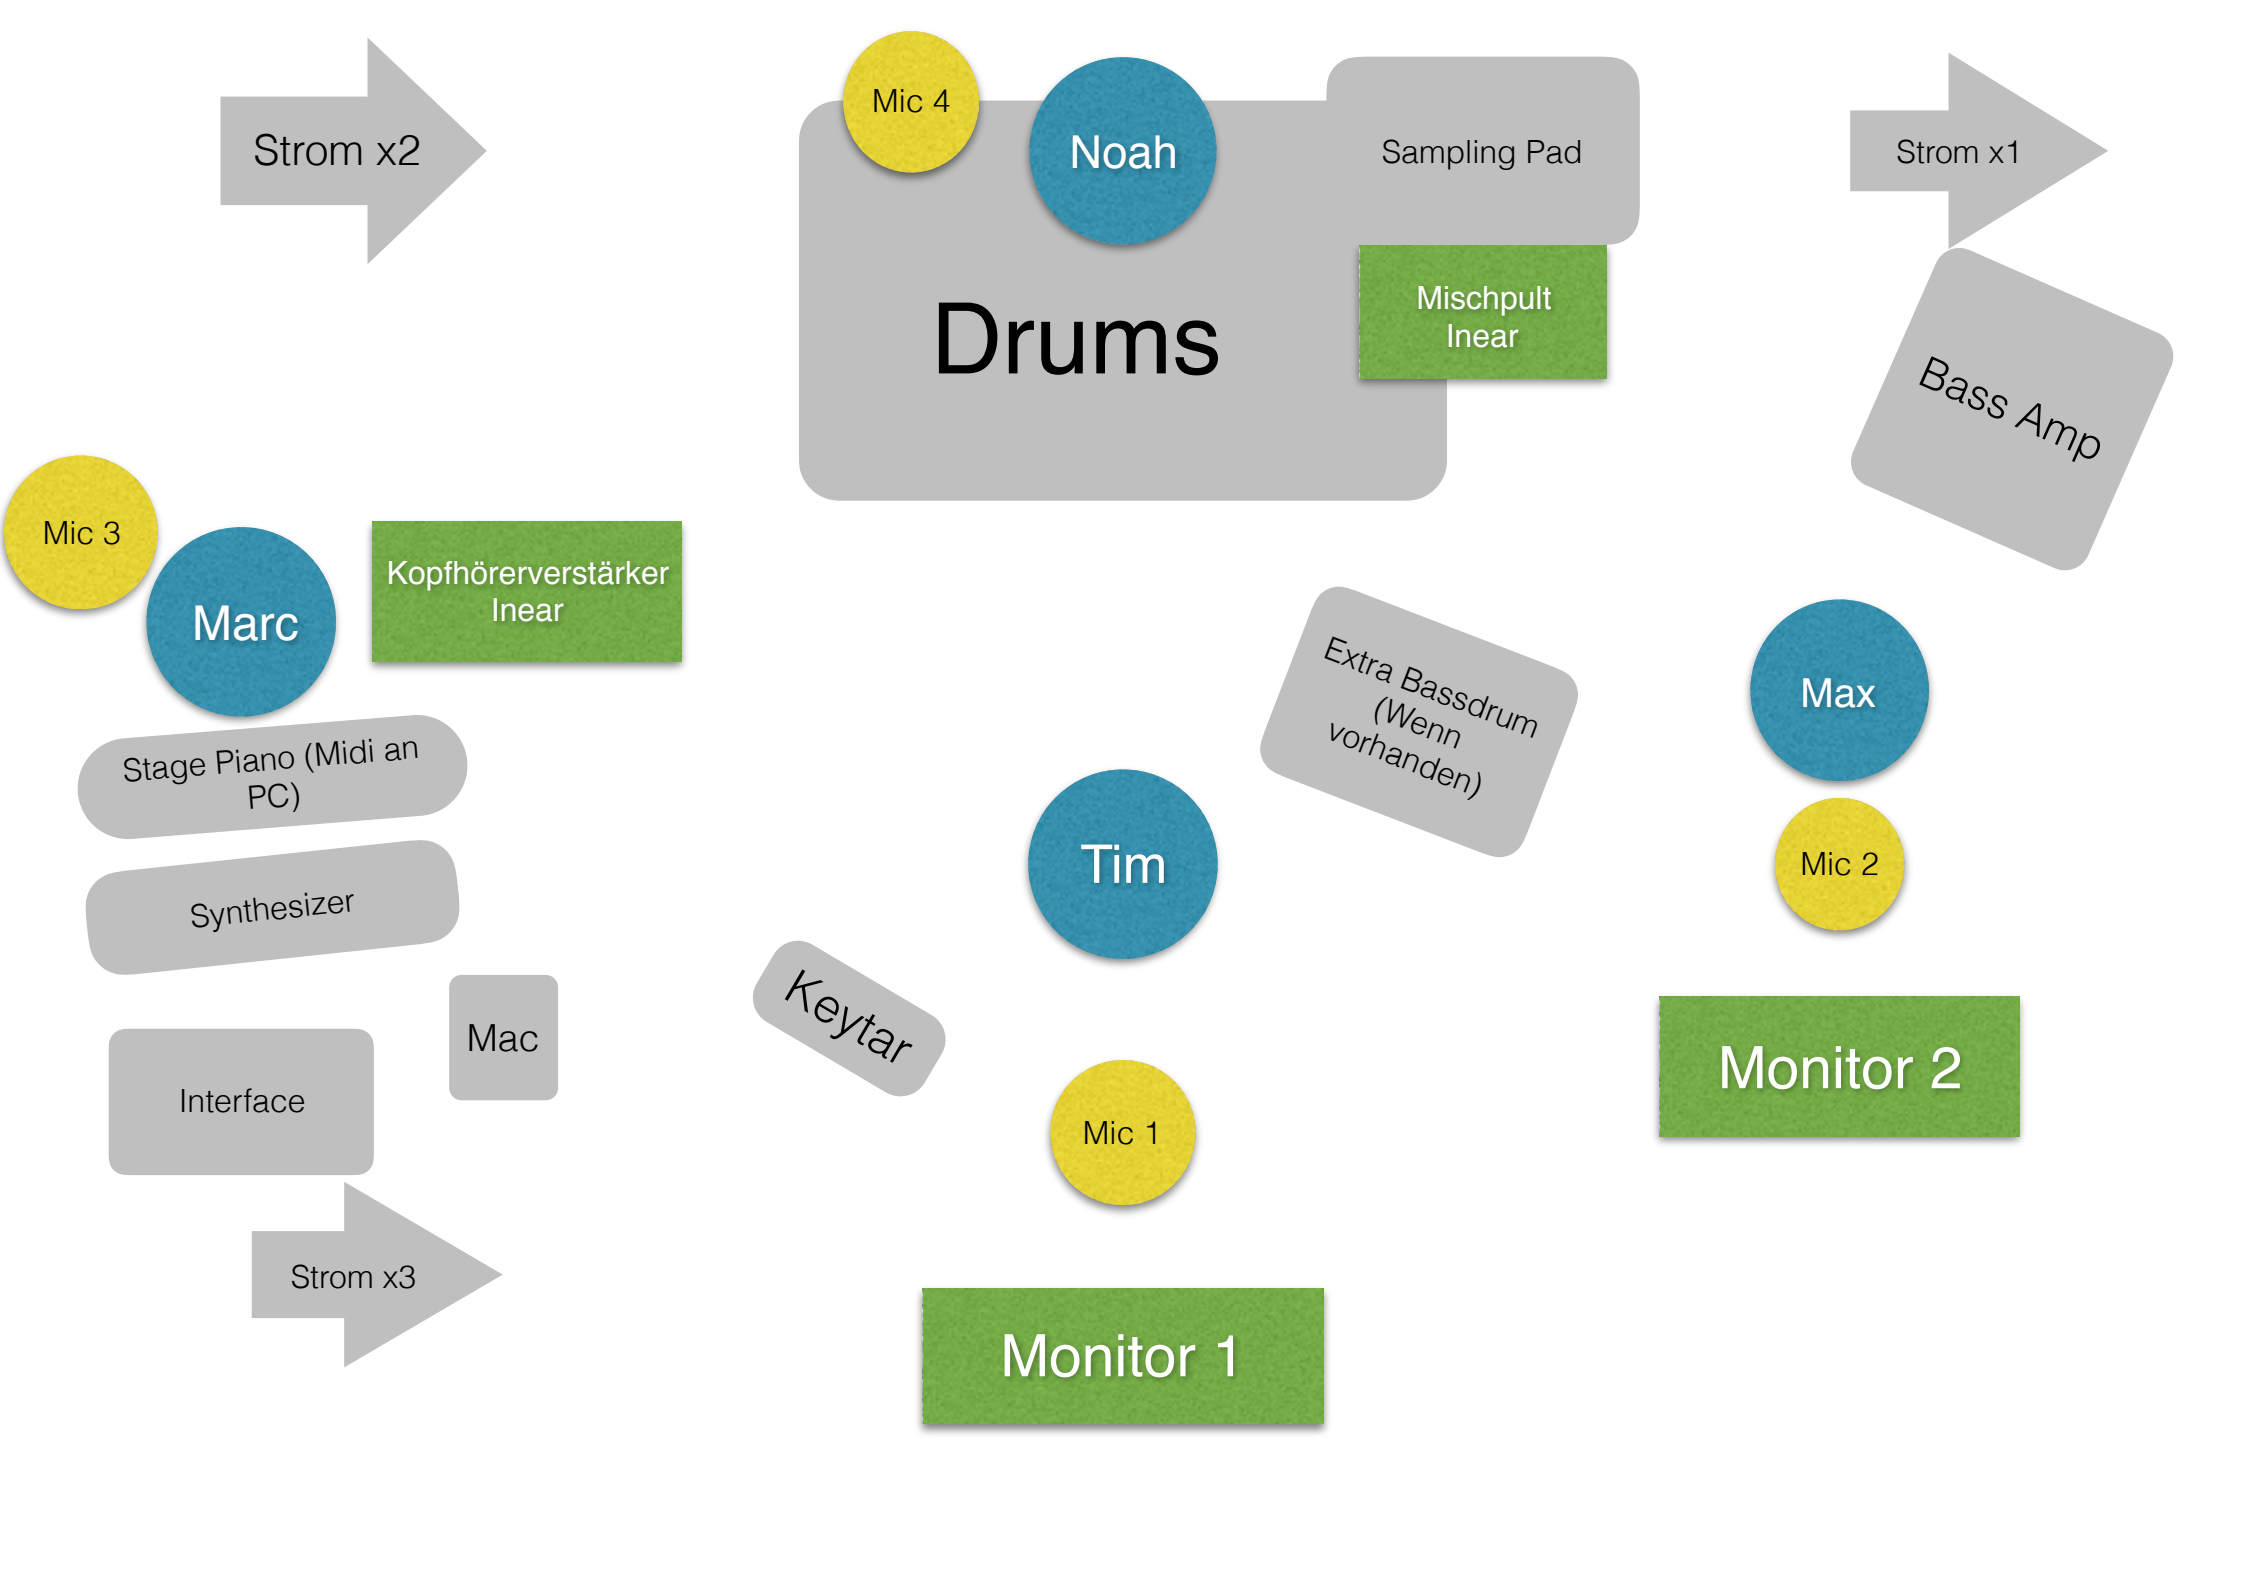 Strom x2
Mic 4
Noah
Sampling Pad
Strom x1
Mischpult
Inear
Drums
Bass Amp
Mic 3
Marc
Kopfhörerverstärker
Inear
Extra Bassdrum
(Wenn
vorhanden)
Max
Stage Piano (Midi an
PC)
Tim
Mic 2
Synthesizer
Keytar
Mac
Monitor 2
Interface
Mic 1
Strom x3
Monitor 1